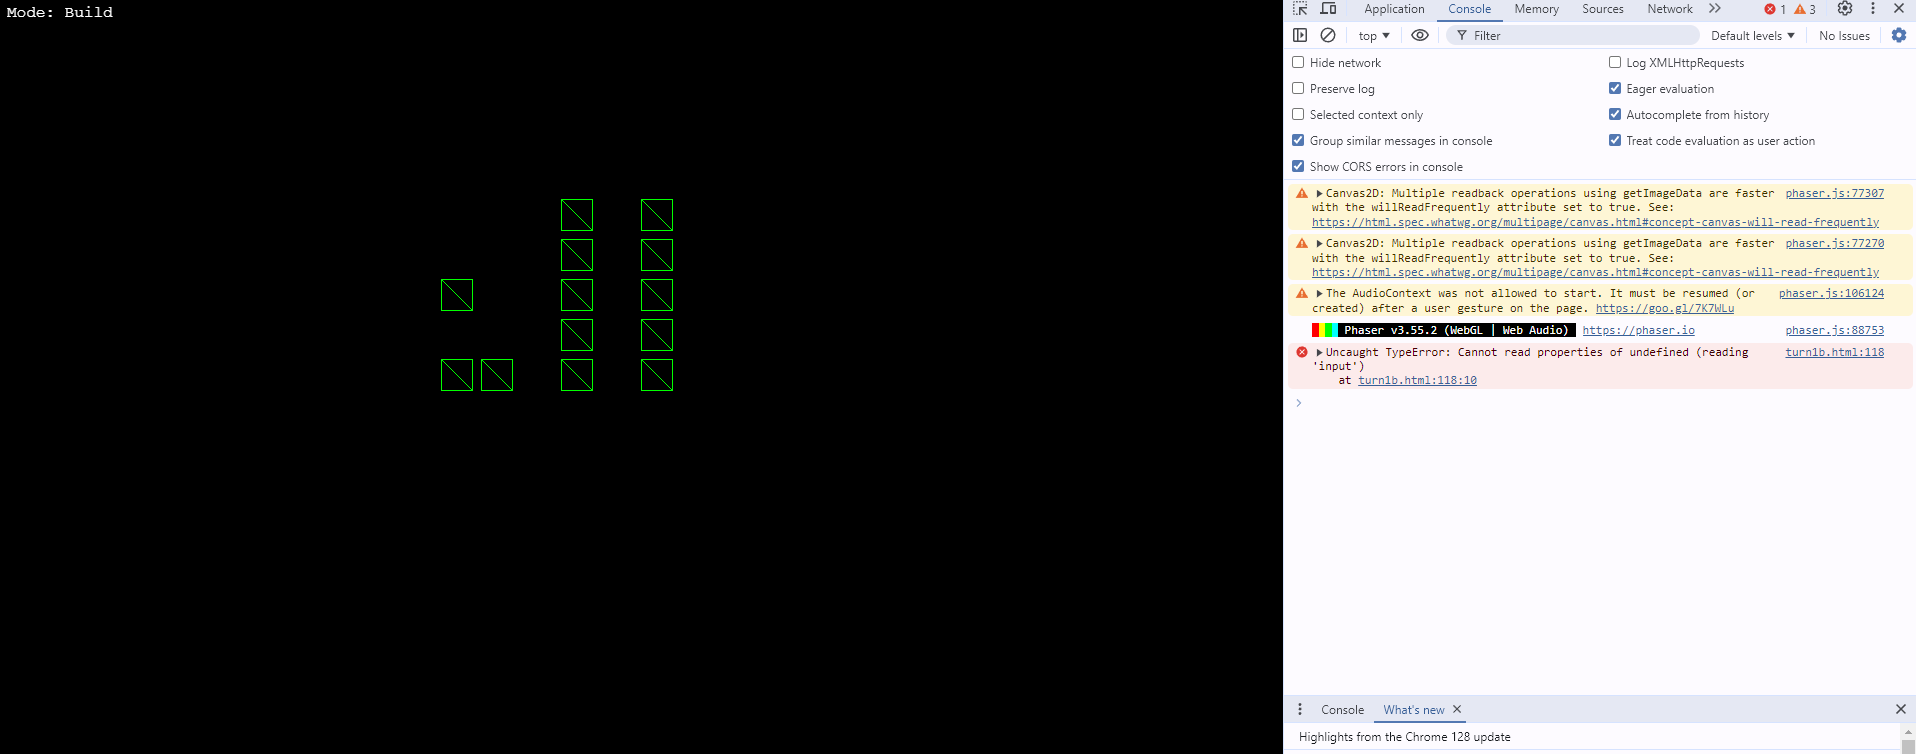 Mode: Build
Application Console Memory Sources Network 1 3
top Filter Default levels No Issues
Hide network Log XMLHttpRequests
Preserve log Eager evaluation
Selected context only Autocomplete from history
Group similar messages in console Treat code evaluation as user action
Show CORS errors in console
Canvas2D: Multiple readback operations using getImageData are faster phaser.js:77307
with the willReadFrequently attribute set to true. See:
https://html.spec.whatwg.org/multipage/canvas.html#concept-canvas-will-read-frequently
Canvas2D: Multiple readback operations using getImageData are faster phaser.js:77270
with the willReadFrequently attribute set to true. See:
https://html.spec.whatwg.org/multipage/canvas.html#concept-canvas-will-read-frequently
The AudioContext was not allowed to start. It must be resumed (or phaser.js:106124
created) after a user gesture on the page. https://goo.gl/7K7WLu
Phaser v3.55.2 (WebGL | Web Audio) https://phaser.io phaser.js:88753
Uncaught TypeError: Cannot read properties of undefined (reading turn1b.html:118
'input')
at turn1b.html:118:10
Console What's new
Highlights from the Chrome 128 update